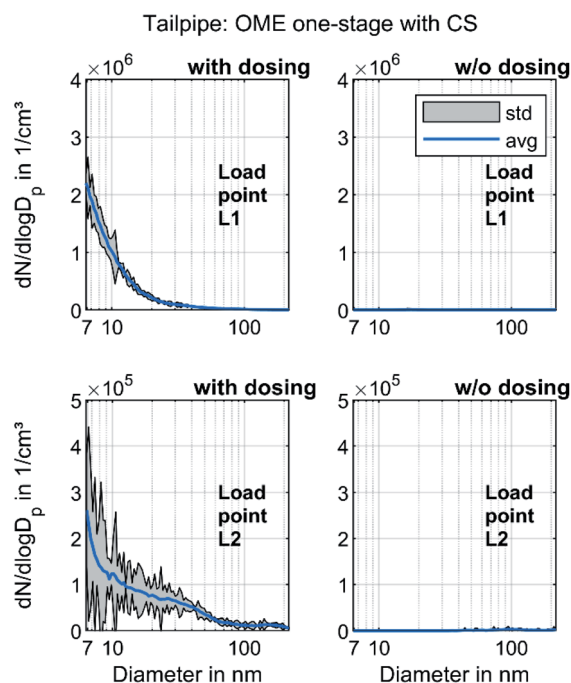 Tailpipe: OME one-stage with CS
×10⁶
with dosing
×10⁶
w/o dosing
4
3
2
1
0
7 10 100
dN/dlogDₚ in 1/cm³
Load
point
L1
4
3
2
1
0
7 10 100
std
avg
Load
point
L1
×10⁵
with dosing
×10⁵
w/o dosing
5
4
3
2
1
0
7 10 100
dN/dlogDₚ in 1/cm³
Diameter in nm
Load
point
L2
5
4
3
2
1
0
7 10 100
Diameter in nm
Load
point
L2